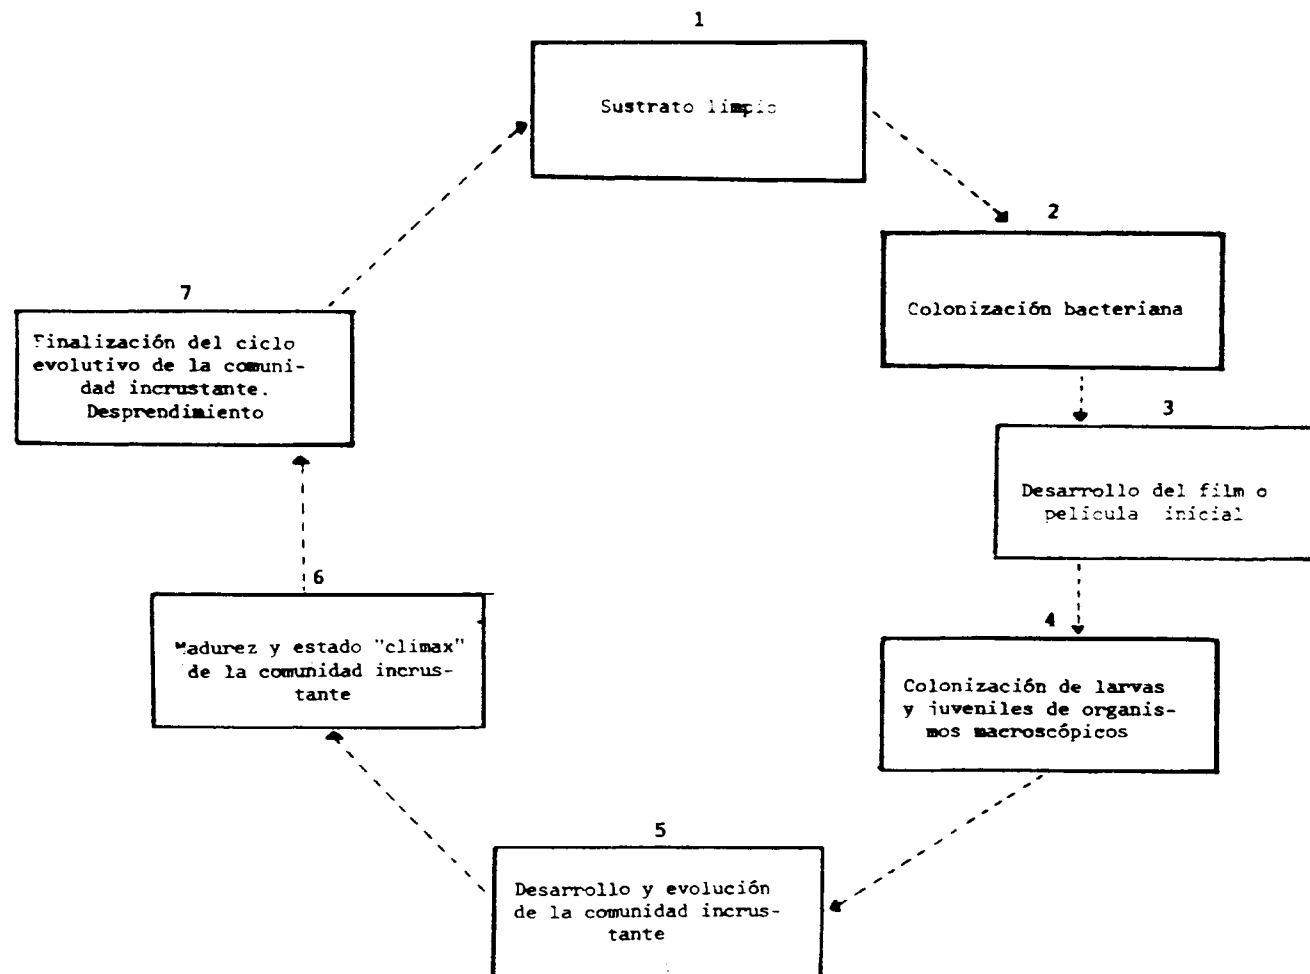 1
Sustrato limpio
2
Colonización bacteriana
3
Desarrollo del film o
película inicial
4
Colonización de larvas
y juveniles de organis-
mos macroscópicos
5
Desarrollo y evolución
de la comunidad incrus-
tante
6
Madurez y estado "clímax"
de la comunidad incrus-
tante
7
Finalización del ciclo
evolutivo de la comuni-
dad incrustante.
Desprendimiento